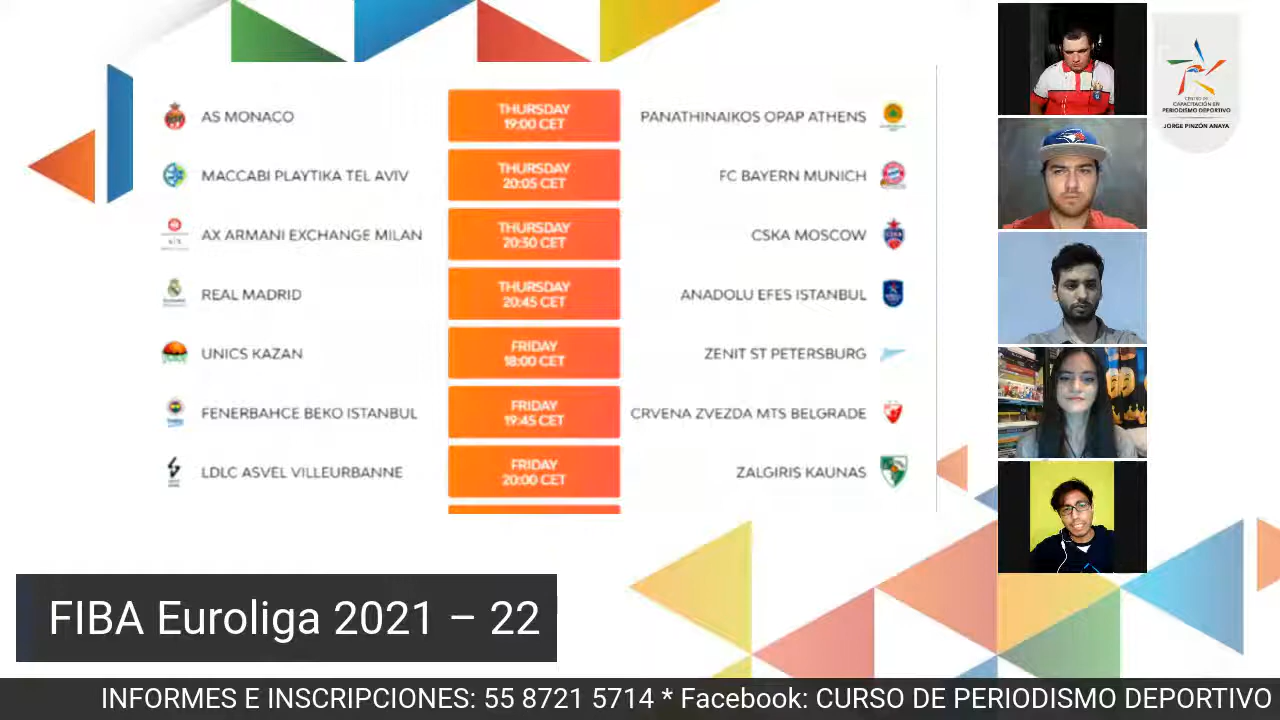 AS MONACO
THURSDAY
19:00 CET
PANATHINAIKOS OPAP ATHENS
MACCABI PLAYTIKA TEL AVIV
THURSDAY
20:05 CET
FC BAYERN MUNICH
AX ARMANI EXCHANGE MILAN
THURSDAY
20:30 CET
CSKA MOSCOW
REAL MADRID
THURSDAY
20:45 CET
ANADOLU EFES ISTANBUL
UNICS KAZAN
FRIDAY
18:00 CET
ZENIT ST PETERSBURG
FENERBAHCE BEKO ISTANBUL
FRIDAY
19:45 CET
CRVENA ZVEZDA MTS BELGRADE
LDLC ASVEL VILLEURBANNE
FRIDAY
20:00 CET
ZALGIRIS KAUNAS
CENTRO DE
CAPACITACIÓN EN
PERIODISMO DEPORTIVO
JORGE PINZÓN ANAYA
FIBA Euroliga 2021 – 22
INFORMES E INSCRIPCIONES: 55 8721 5714 * Facebook: CURSO DE PERIODISMO DEPORTIVO